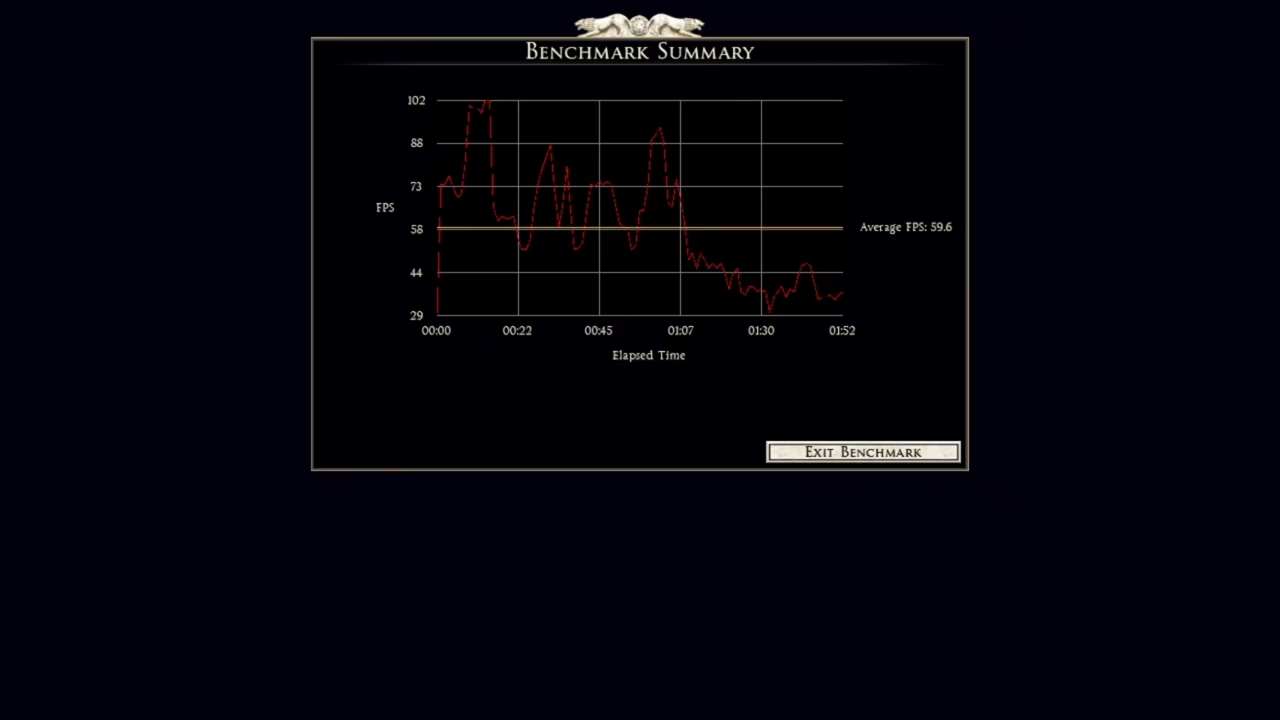 Benchmark Summary
102
88
73
FPS
58
Average FPS: 59.6
44
29
00:00 00:22 00:45 01:07 01:30 01:52
Elapsed Time
Exit Benchmark